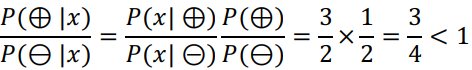 P(⊕ |x) / P(⊖ |x) = P(x| ⊕) P(⊕) / P(x| ⊖) P(⊖) = 3/2 × 1/2 = 3/4 < 1